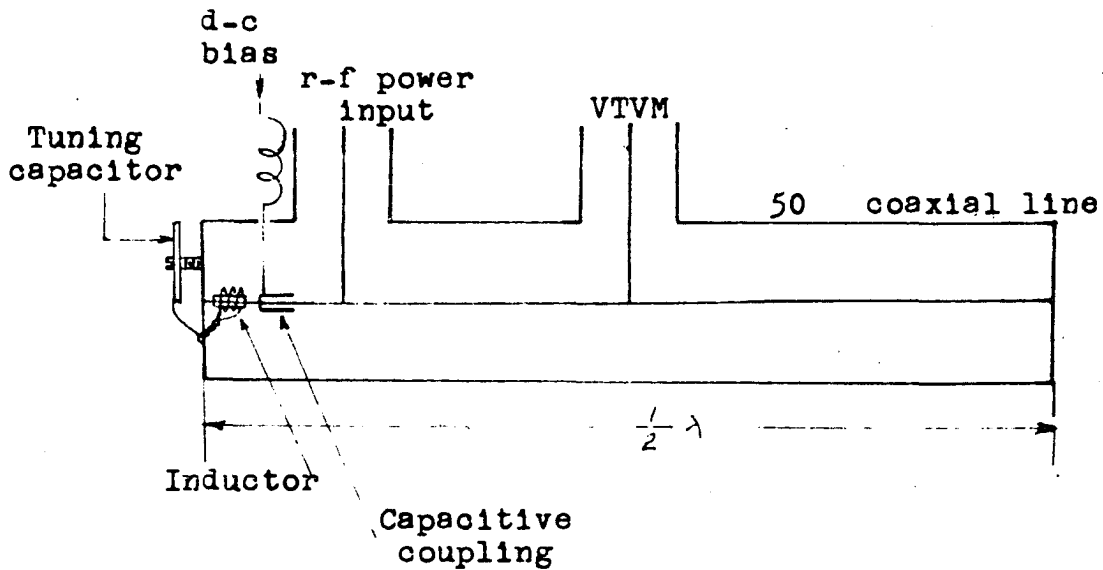 d-c
bias
r-f power
input
VTVM
Tuning
capacitor
50 coaxial line
1/2 λ
Inductor
Capacitive
coupling